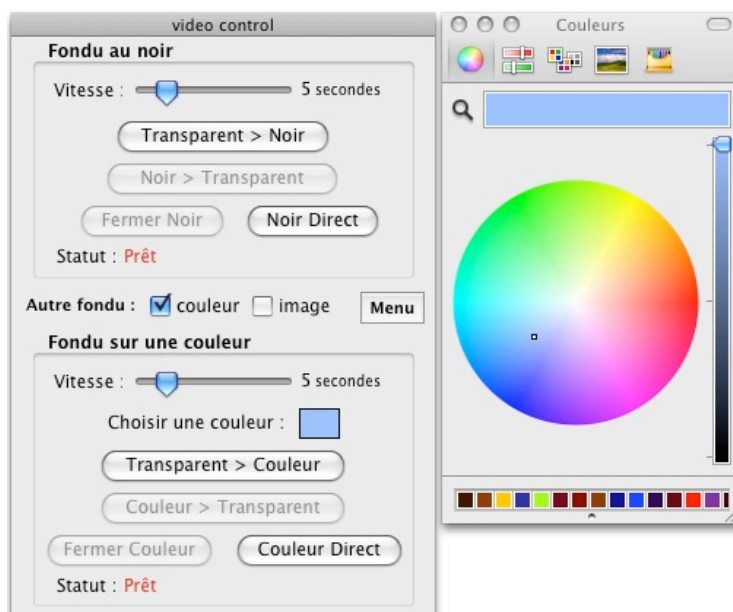 video control
Fondu au noir
Vitesse : 5 secondes
Transparent > Noir
Noir > Transparent
Fermer Noir Noir Direct
Statut : Prêt
Autre fondu : couleur image Menu
Fondu sur une couleur
Vitesse : 5 secondes
Choisir une couleur :
Transparent > Couleur
Couleur > Transparent
Fermer Couleur Couleur Direct
Statut : Prêt
Couleurs